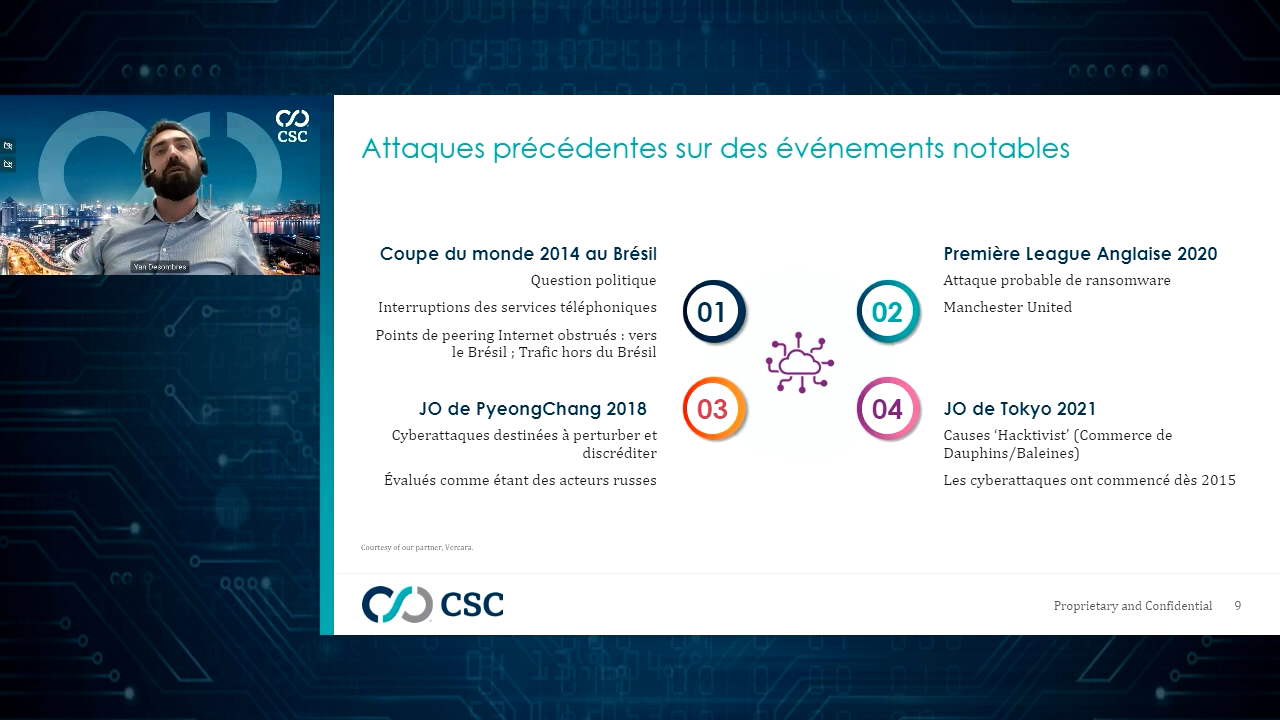 CSC
Yan Desombres
Attaques précédentes sur des événements notables
Coupe du monde 2014 au Brésil
Question politique
Interruptions des services téléphoniques
Points de peering Internet obstrués : vers
le Brésil ; Trafic hors du Brésil
01
02
Première League Anglaise 2020
Attaque probable de ransomware
Manchester United
JO de PyeongChang 2018
Cyberattaques destinées à perturber et
discréditer
Évalués comme étant des acteurs russes
03
04
JO de Tokyo 2021
Causes ‘Hacktivist’ (Commerce de
Dauphins/Baleines)
Les cyberattaques ont commencé dès 2015
Courtesy of our partner, Vercara.
CSC
Proprietary and Confidential 9